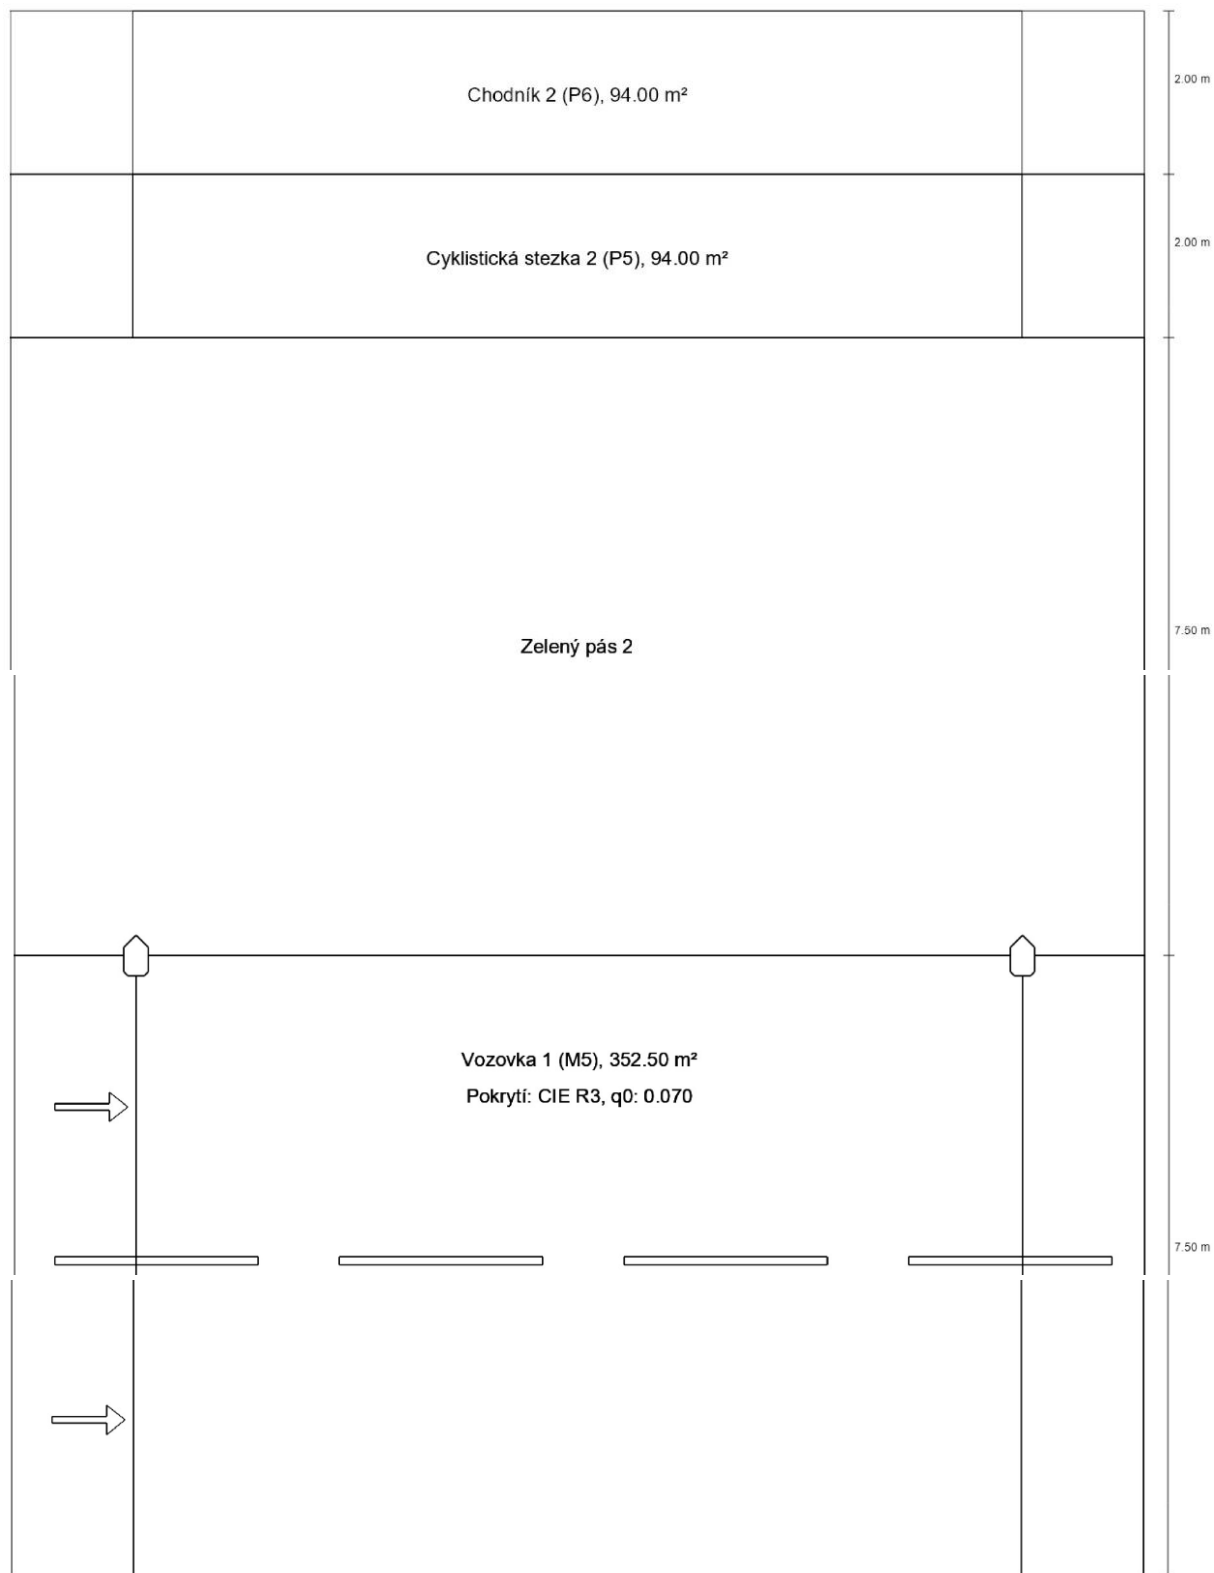 Chodník 2 (P6), 94.00 m²
2.00 m
Cyklistická stezka 2 (P5), 94.00 m²
2.00 m
Zelený pás 2
7.50 m
Vozovka 1 (M5), 352.50 m²
Pokrytí: CIE R3, q0: 0.070
7.50 m